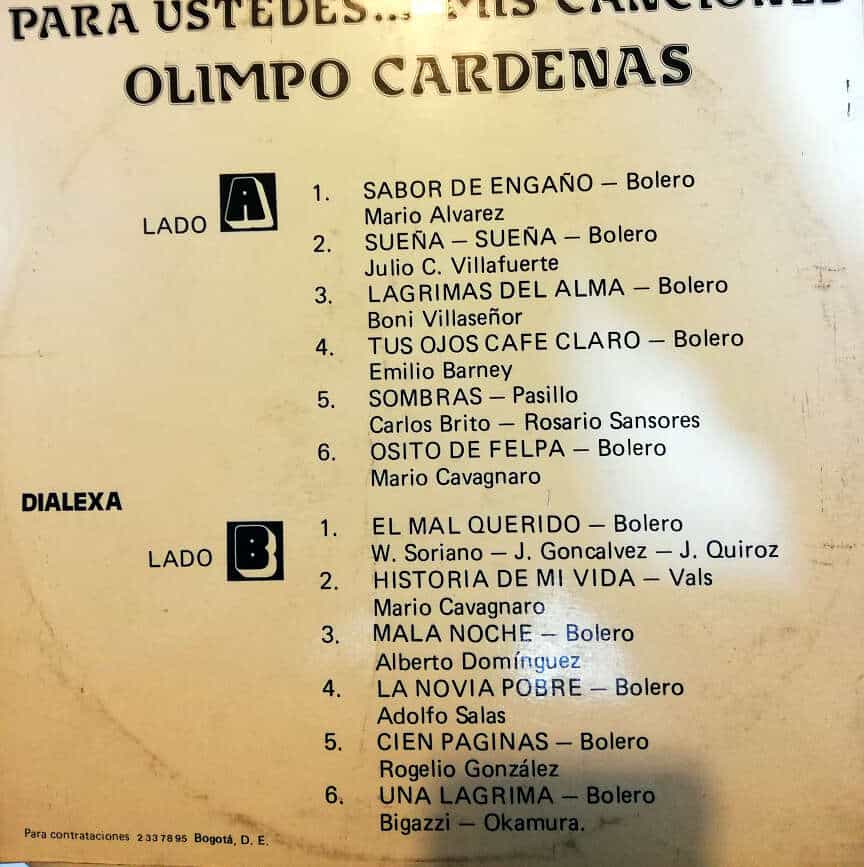 PARA USTEDES... MIS CANCIONES
OLIMPO CARDENAS
LADO A
1. SABOR DE ENGAÑO — Bolero
Mario Alvarez
2. SUEÑA — SUEÑA — Bolero
Julio C. Villafuerte
3. LAGRIMAS DEL ALMA — Bolero
Boni Villaseñor
4. TUS OJOS CAFE CLARO — Bolero
Emilio Barney
5. SOMBRAS — Pasillo
Carlos Brito — Rosario Sansores
6. OSITO DE FELPA — Bolero
Mario Cavagnaro
DIALEXA
LADO B
1. EL MAL QUERIDO — Bolero
W. Soriano — J. Goncalvez — J. Quiroz
2. HISTORIA DE MI VIDA — Vals
Mario Cavagnaro
3. MALA NOCHE — Bolero
Alberto Domínguez
4. LA NOVIA POBRE — Bolero
Adolfo Salas
5. CIEN PAGINAS — Bolero
Rogelio González
6. UNA LAGRIMA — Bolero
Bigazzi — Okamura.
Para contrataciones 2337895 Bogotá, D. E.